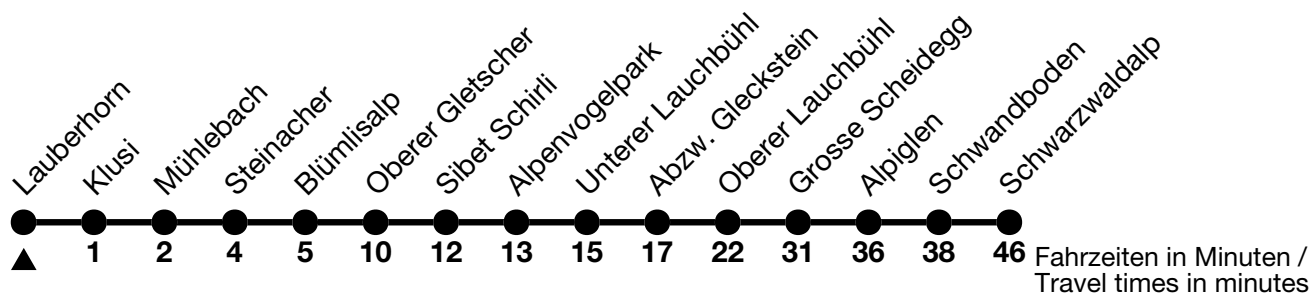 Lauberhorn
Klusi
Mühlebach
Steinacher
Blümlisalp
Oberer Gletscher
Sibet Schirli
Alpenvogelpark
Unterer Lauchbühl
Abzw. Gleckstein
Oberer Lauchbühl
Grosse Scheidegg
Alpiglen
Schwandboden
Schwarzwaldalp
1 2 4 5 10 12 13 15 17 22 31 36 38 46
Fahrzeiten in Minuten /
Travel times in minutes